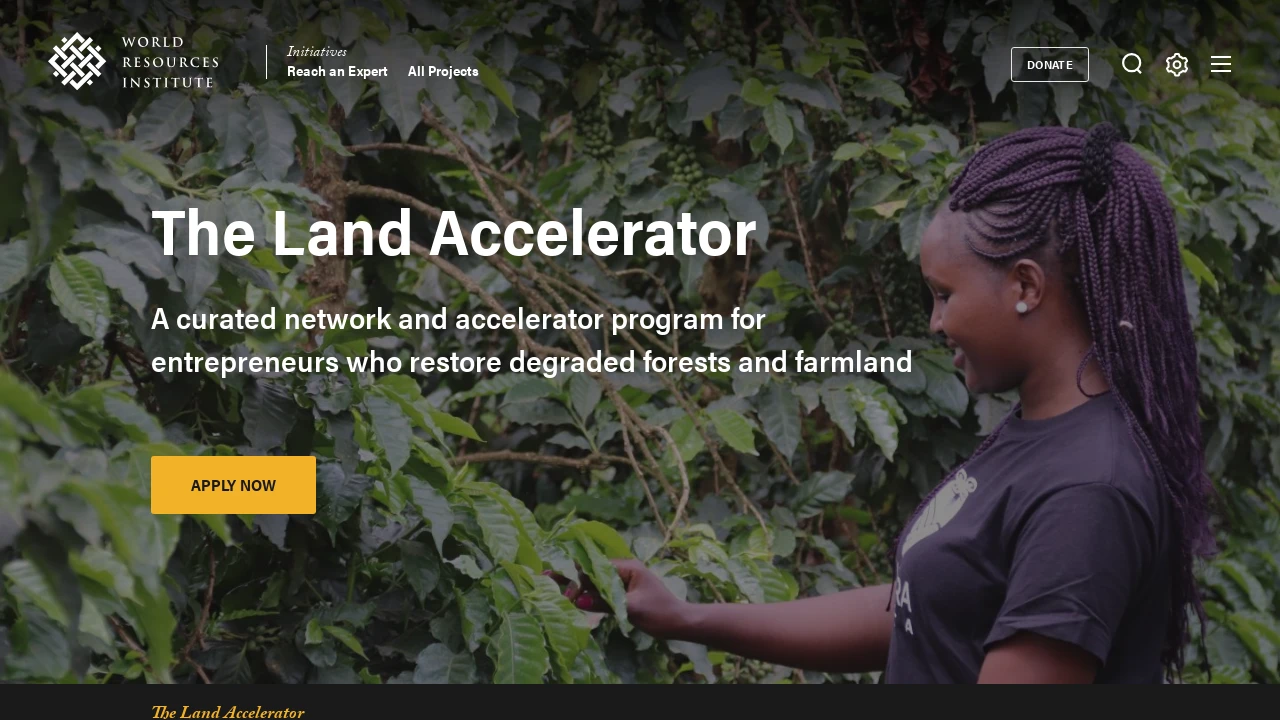 WORLD
RESOURCES
INSTITUTE
Initiatives
Reach an Expert
All Projects
DONATE
The Land Accelerator
A curated network and accelerator program for
entrepreneurs who restore degraded forests and farmland
APPLY NOW
RA
A
The Land Accelerator